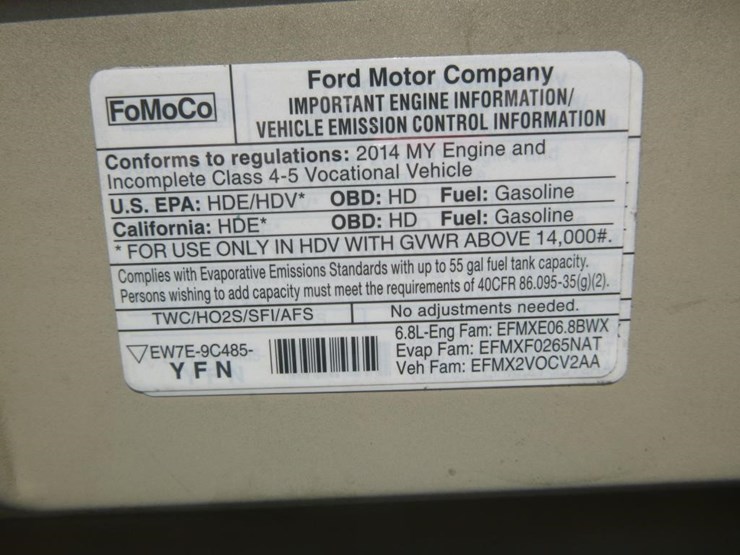 FoMoCo
Ford Motor Company
IMPORTANT ENGINE INFORMATION/
VEHICLE EMISSION CONTROL INFORMATION
Conforms to regulations: 2014 MY Engine and
Incomplete Class 4-5 Vocational Vehicle
U.S. EPA: HDE/HDV* OBD: HD Fuel: Gasoline
California: HDE* OBD: HD Fuel: Gasoline
* FOR USE ONLY IN HDV WITH GVWR ABOVE 14,000#.
Complies with Evaporative Emissions Standards with up to 55 gal fuel tank capacity.
Persons wishing to add capacity must meet the requirements of 40CFR 86.095-35(g)(2).
TWC/HO2S/SFI/AFS
No adjustments needed.
EW7E-9C485-
YFN
6.8L-Eng Fam: EFMXE06.8BWX
Evap Fam: EFMXF0265NAT
Veh Fam: EFMX2VOCV2AA